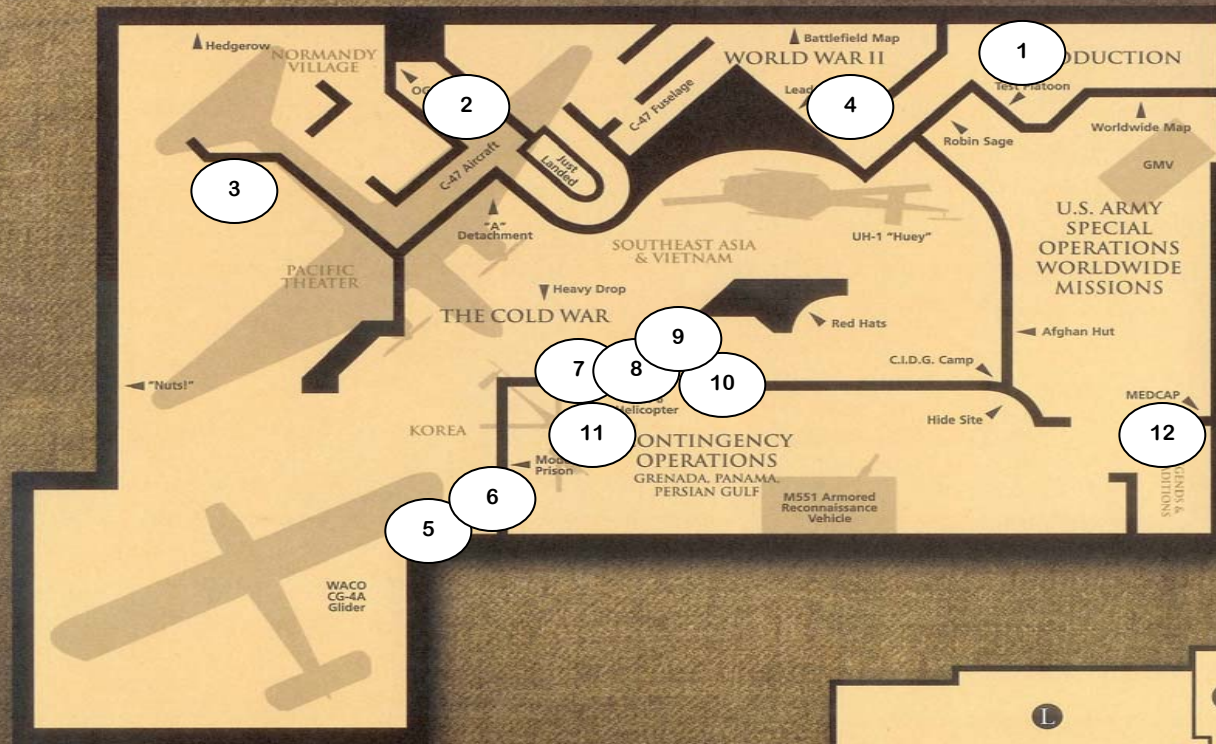 Hedgerow
NORMANDY
VILLAGE
2
C-47 Aircraft
Just
Landed
C-47 Fuselage
Battlefield Map
WORLD WAR II
4
1
Test Platoon
Robin Sage
Worldwide Map
GMV
3
"A"
Detachment
PACIFIC
THEATER
SOUTHEAST ASIA
& VIETNAM
UH-1 "Huey"
U.S. ARMY
SPECIAL
OPERATIONS
WORLDWIDE
MISSIONS
Heavy Drop
THE COLD WAR
Red Hats
Afghan Hut
"Nuts!"
7
8
9
10
Helicopter
C.I.D.G. Camp
Hide Site
MEDCAP
12
KOREA
11
Prison
OPERATIONS
GRENADA, PANAMA,
PERSIAN GULF
M551 Armored
Reconnaissance
Vehicle
6
5
WACO
CG-4A
Glider
L